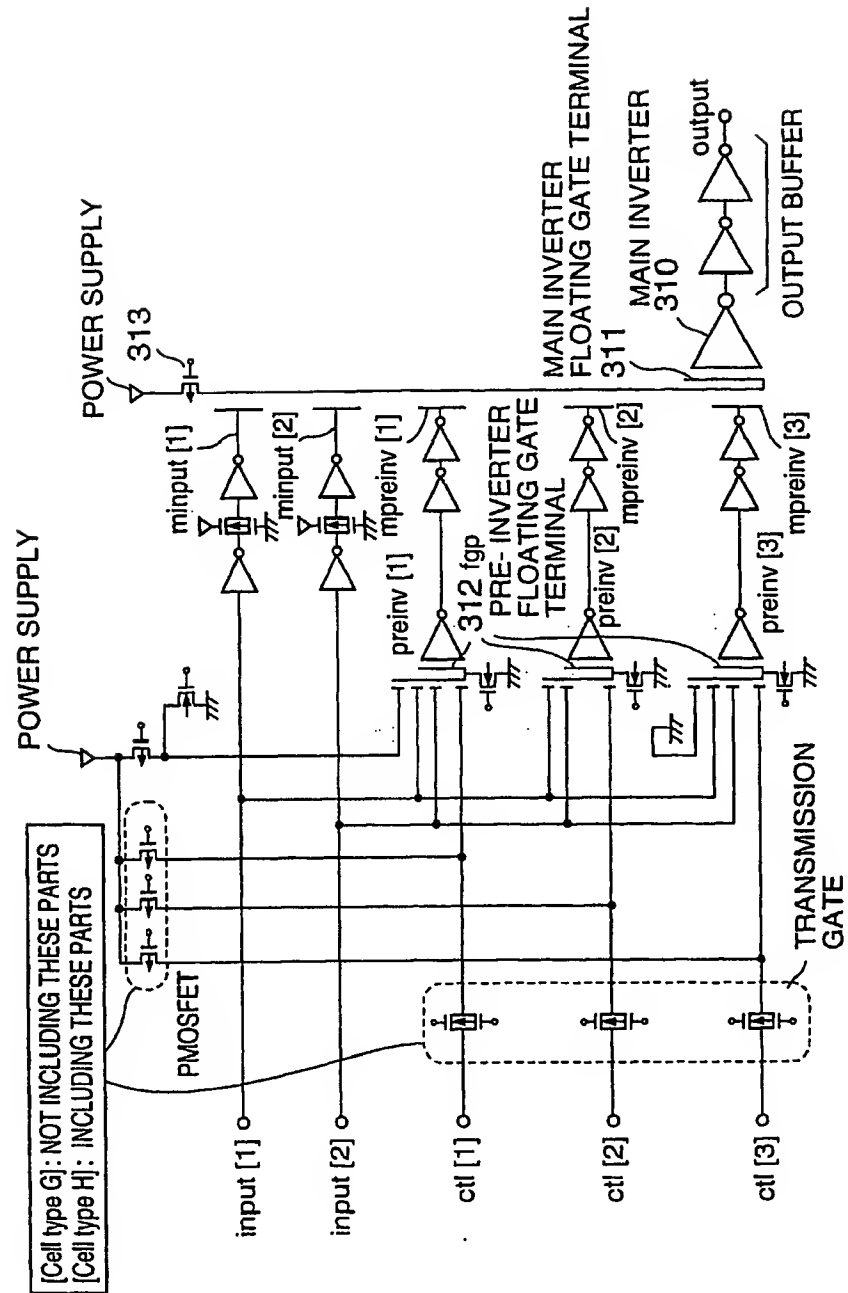 [Cell type G]: NOT INCLUDING THESE PARTS
[Cell type H]: INCLUDING THESE PARTS
POWER SUPPLY
POWER SUPPLY
313
PMOSFET
input [1]
input [2]
ctl [1]
ctl [2]
ctl [3]
TRANSMISSION
GATE
minput [1]
minput [2]
mpreinv [1]
preinv [1]
312 fgp
PRE- INVERTER
FLOATING GATE
TERMINAL
preinv [2]
mpreinv [2]
preinv [3]
mpreinv [3]
MAIN INVERTER
FLOATING GATE TERMINAL
311
MAIN INVERTER
310
output
OUTPUT BUFFER